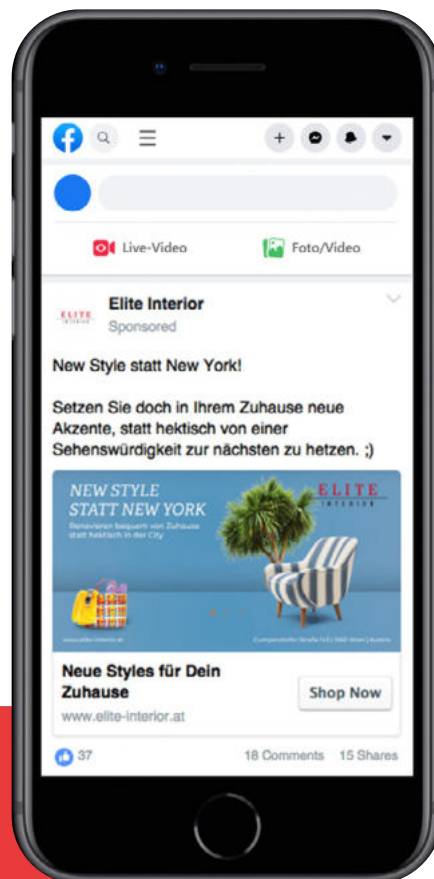 Live-Video
Foto/Video
ELITE
INTERIOR
Elite Interior
Sponsored
New Style statt New York!
Setzen Sie doch in Ihrem Zuhause neue
Akzente, statt hektisch von einer
Sehenswürdigkeit zur nächsten zu hetzen. ;)
NEW STYLE
STATT NEW YORK
Renovieren bequem von Zuhause
statt hektisch in der City
ELITE
INTERIOR
www.elite-interior.at
Neue Styles für Dein
Zuhause
www.elite-interior.at
Shop Now
37
18 Comments 15 Shares